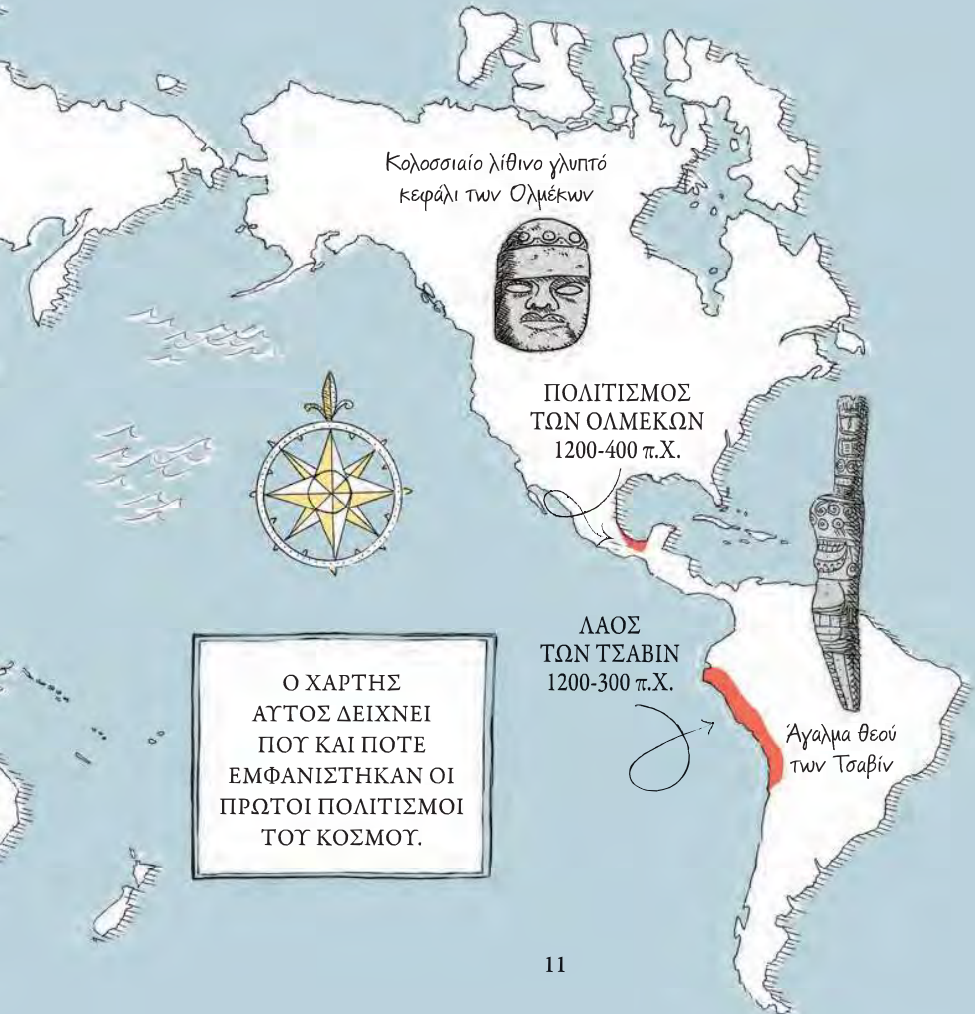 Κολοσσιαίο λίθινο γλυπτό
κεφάλι των Ολμέκων
ΠΟΛΙΤΙΣΜΟΣ
ΤΩΝ ΟΛΜΕΚΩΝ
1200-400 π.Χ.
ΛΑΟΣ
ΤΩΝ ΤΣΑΒΙΝ
1200-300 π.Χ.
Άγαλμα θεού
των Τσαβίν
Ο ΧΑΡΤΗΣ
ΑΥΤΟΣ ΔΕΙΧΝΕΙ
ΠΟΥ ΚΑΙ ΠΟΤΕ
ΕΜΦΑΝΙΣΤΗΚΑΝ ΟΙ
ΠΡΩΤΟΙ ΠΟΛΙΤΙΣΜΟΙ
ΤΟΥ ΚΟΣΜΟΥ.
11